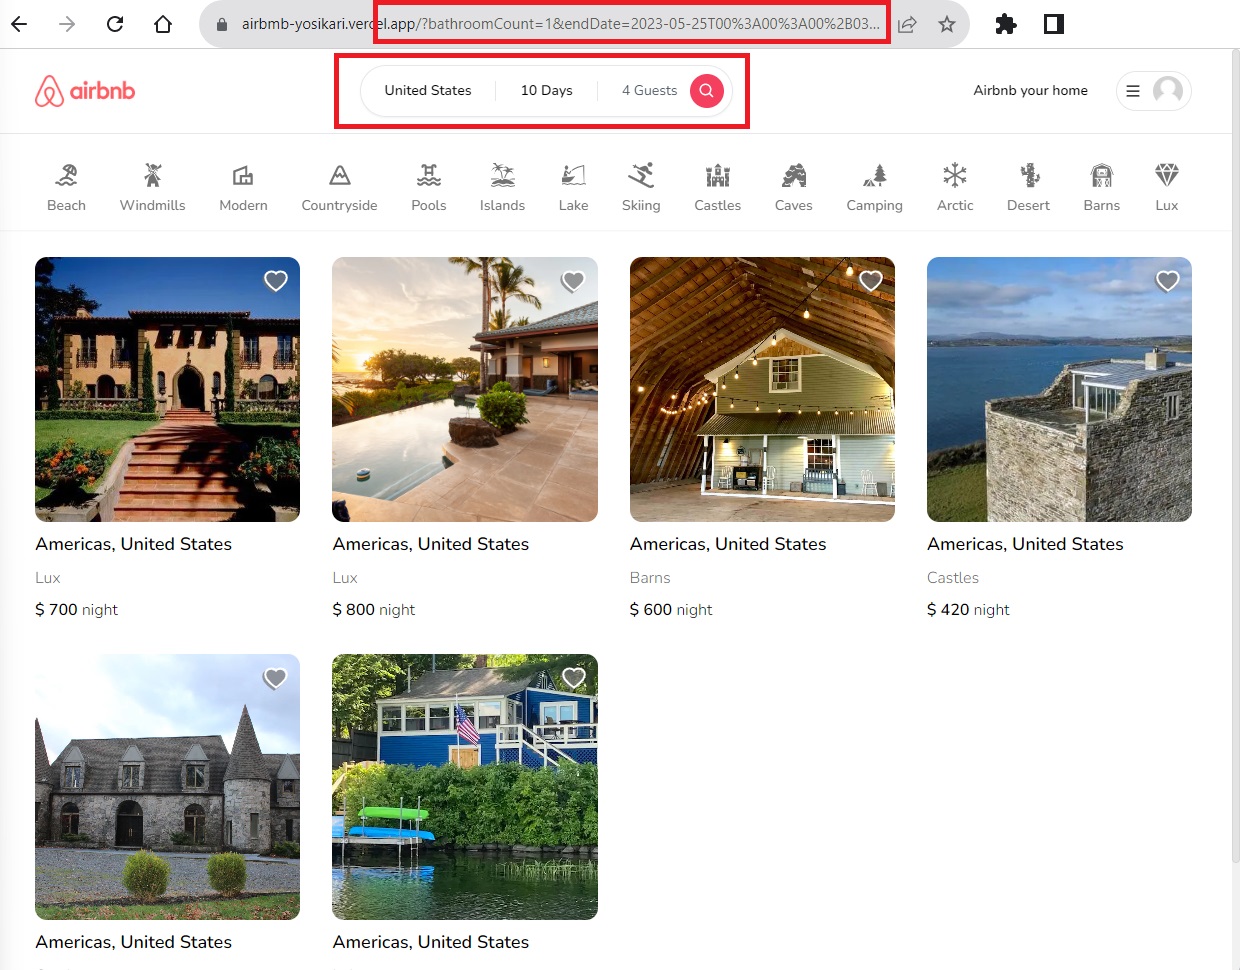 airbmb-yosikari.vercel.app/?bathroomCount=1&endDate=2023-05-25T00%3A00%3A00%2B03...
airbnb
United States 10 Days 4 Guests
Airbnb your home
Beach Windmills Modern Countryside Pools Islands Lake Skiing Castles Caves Camping Arctic Desert Barns Lux
Americas, United States Americas, United States Americas, United States Americas, United States
Lux Lux Barns Castles
$ 700 night $ 800 night $ 600 night $ 420 night
Americas, United States Americas, United States